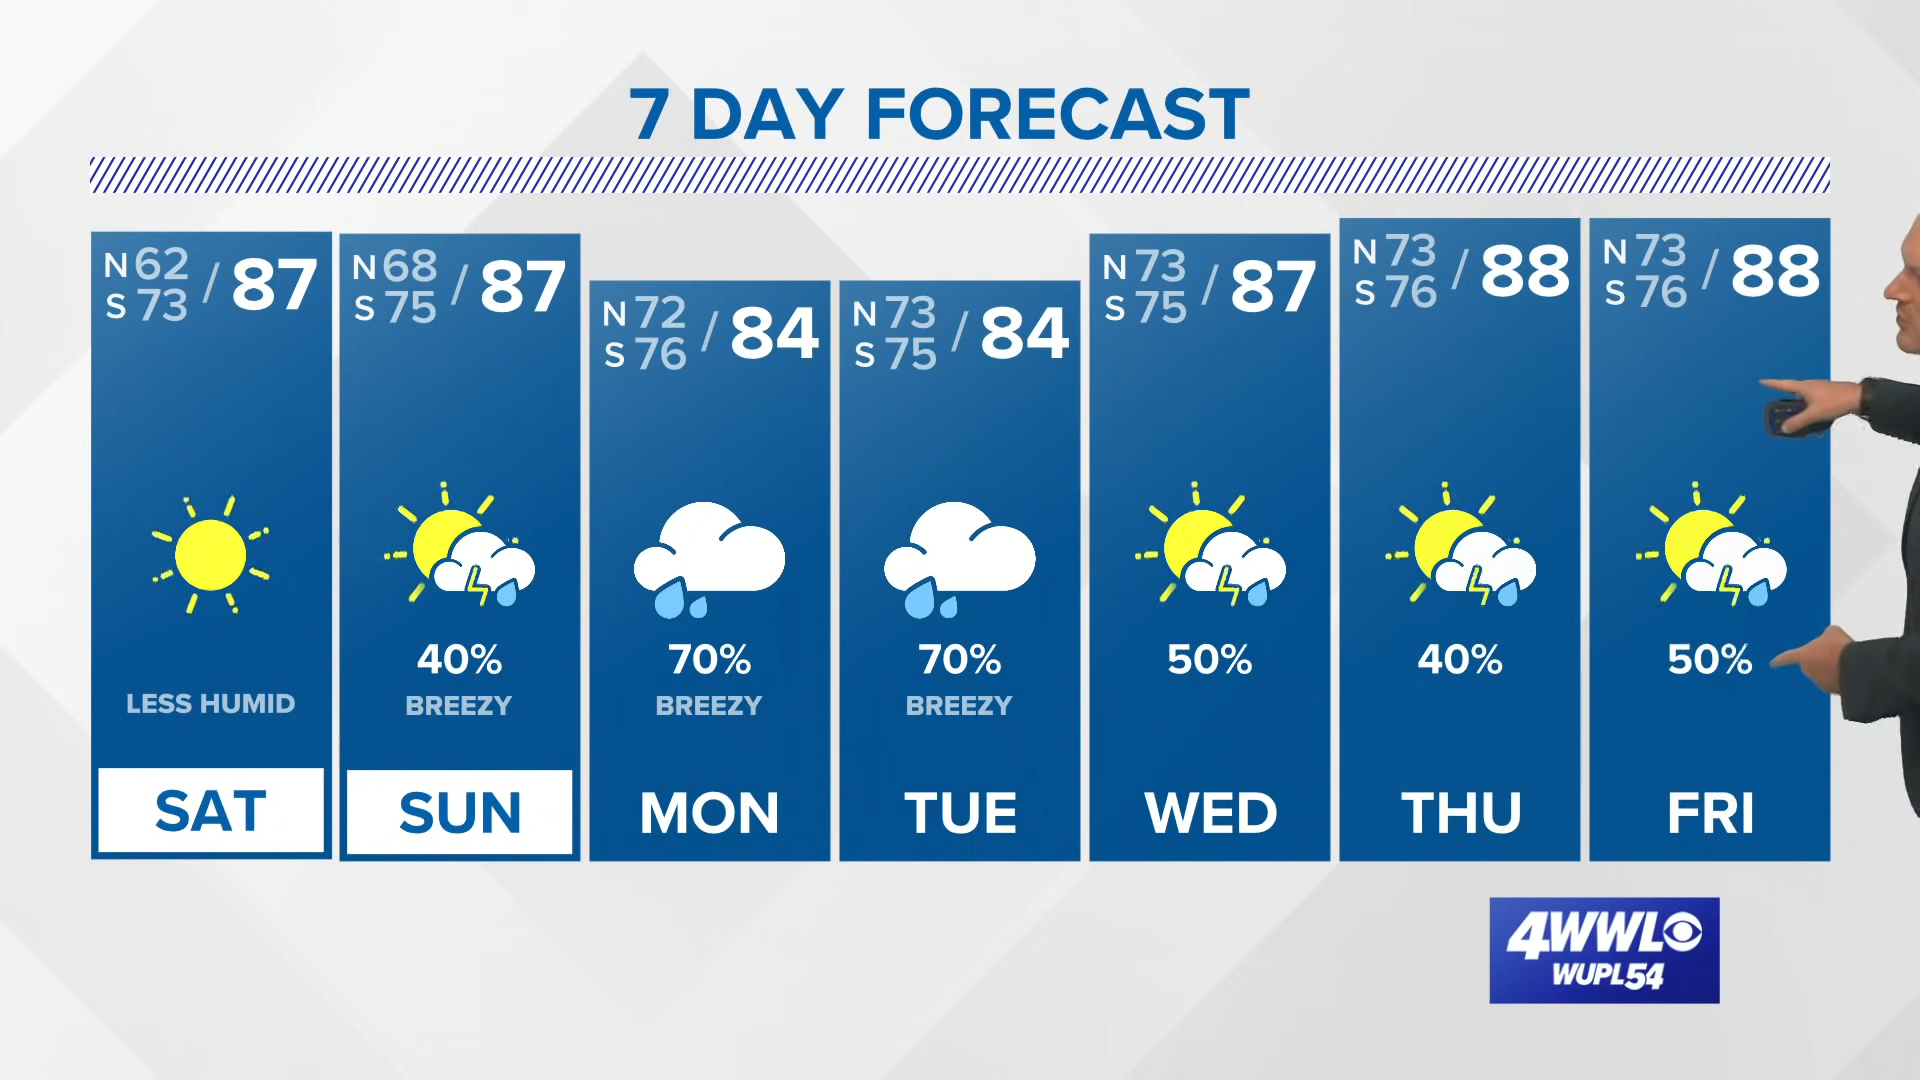 7 DAY FORECAST
N 62
S 73 / 87
LESS HUMID
SAT
N 68
S 75 / 87
40%
BREEZY
SUN
N 72
S 76 / 84
70%
BREEZY
MON
N 73
S 75 / 84
70%
BREEZY
TUE
N 73
S 75 / 87
50%
WED
N 73
S 76 / 88
40%
THU
N 73
S 76 / 88
50%
FRI
4WWL
WUPL54